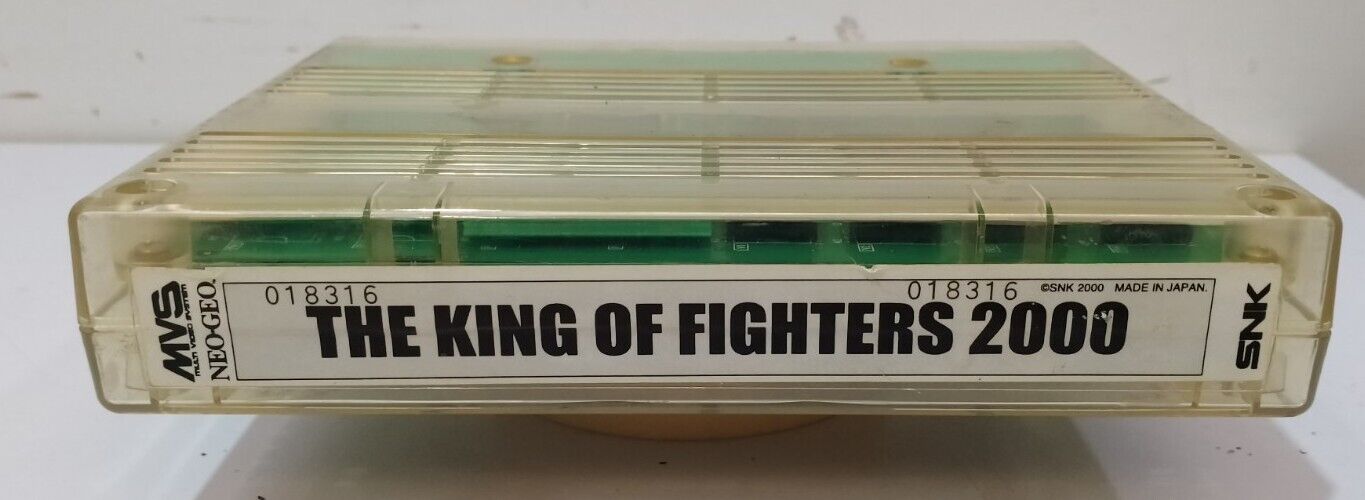 MVS
MULTI VIDEO SYSTEM
NEO•GEO
018316
018316
©SNK 2000 MADE IN JAPAN.
THE KING OF FIGHTERS 2000
SNK